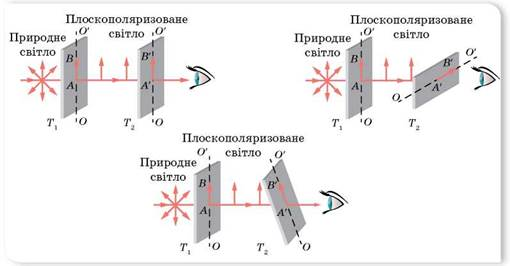 Плоскополяризоване
світло
Природне
світло
O′
O′
B
B′
A
A′
T₁
O
T₂
O
Плоскополяризоване
світло
Природне
світло
O′
O′
B
B′
A
A′
O
T₁
O
T₂
Плоскополяризоване
світло
Природне
світло
O′
O′
B
B′
A
A′
T₁
O
T₂
O